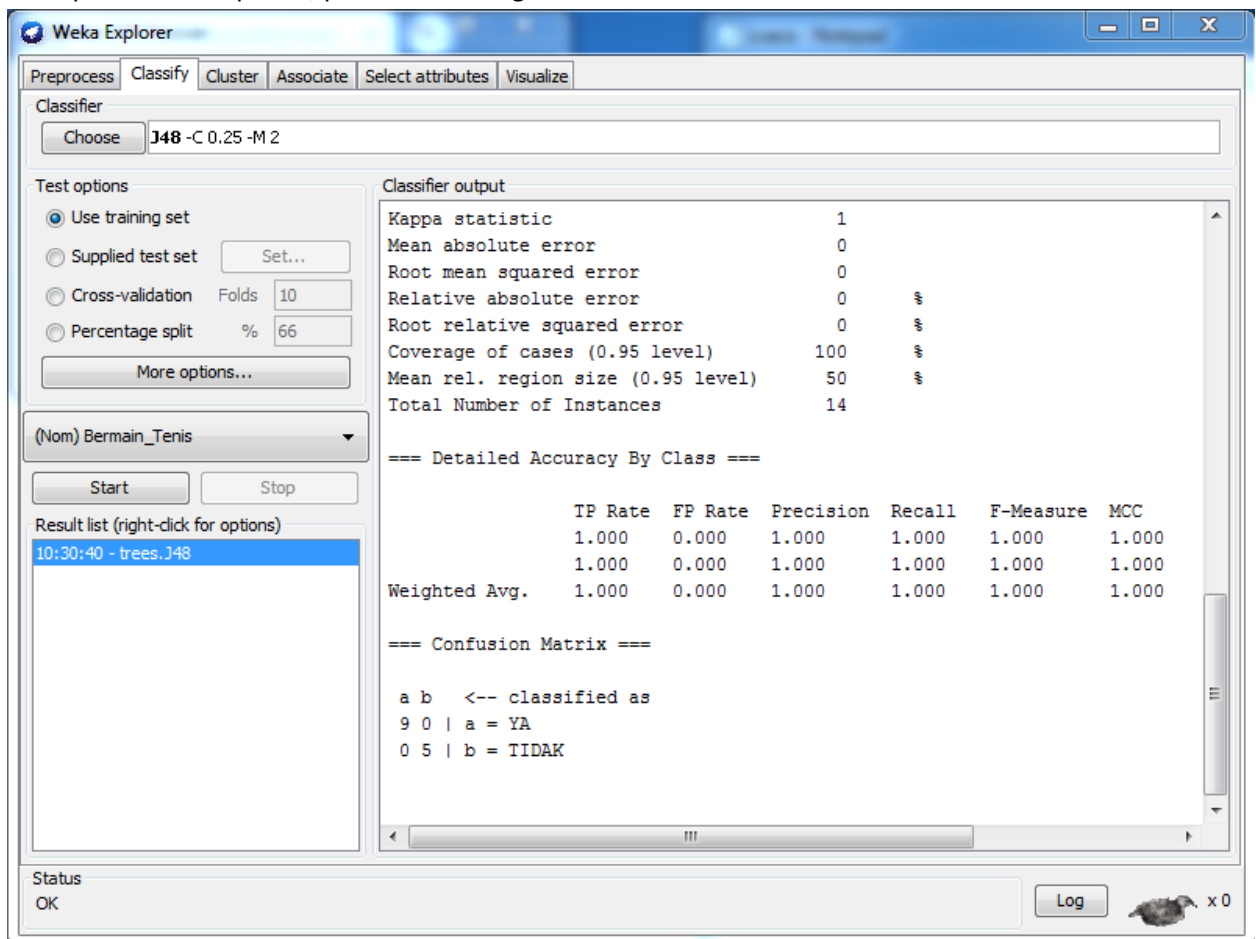 Weka Explorer
Preprocess Classify Cluster Associate Select attributes Visualize
Classifier
Choose J48 -C 0.25 -M 2
Test options
Use training set
Supplied test set Set...
Cross-validation Folds 10
Percentage split % 66
More options...
(Nom) Bermain_Tenis
Start Stop
Result list (right-click for options)
10:30:40 - trees.J48
Classifier output
Kappa statistic 1
Mean absolute error 0
Root mean squared error 0
Relative absolute error 0 %
Root relative squared error 0 %
Coverage of cases (0.95 level) 100 %
Mean rel. region size (0.95 level) 50 %
Total Number of Instances 14
=== Detailed Accuracy By Class ===
TP Rate FP Rate Precision Recall F-Measure MCC
1.000 0.000 1.000 1.000 1.000 1.000
1.000 0.000 1.000 1.000 1.000 1.000
Weighted Avg. 1.000 0.000 1.000 1.000 1.000 1.000
=== Confusion Matrix ===
a b <-- classified as
9 0 | a = YA
0 5 | b = TIDAK
Status
OK
Log x 0